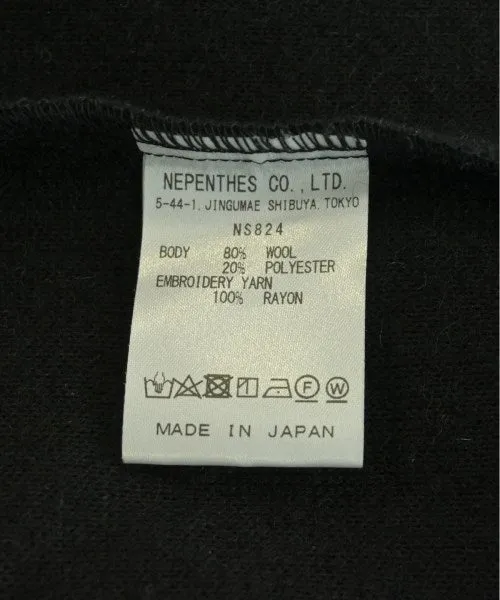 NEPENTHES CO., LTD.
5-44-1, JINGUMAE SHIBUYA. TOKYO
NS824
BODY 80% WOOL
20% POLYESTER
EMBROIDERY YARN
100% RAYON
F W
MADE IN JAPAN